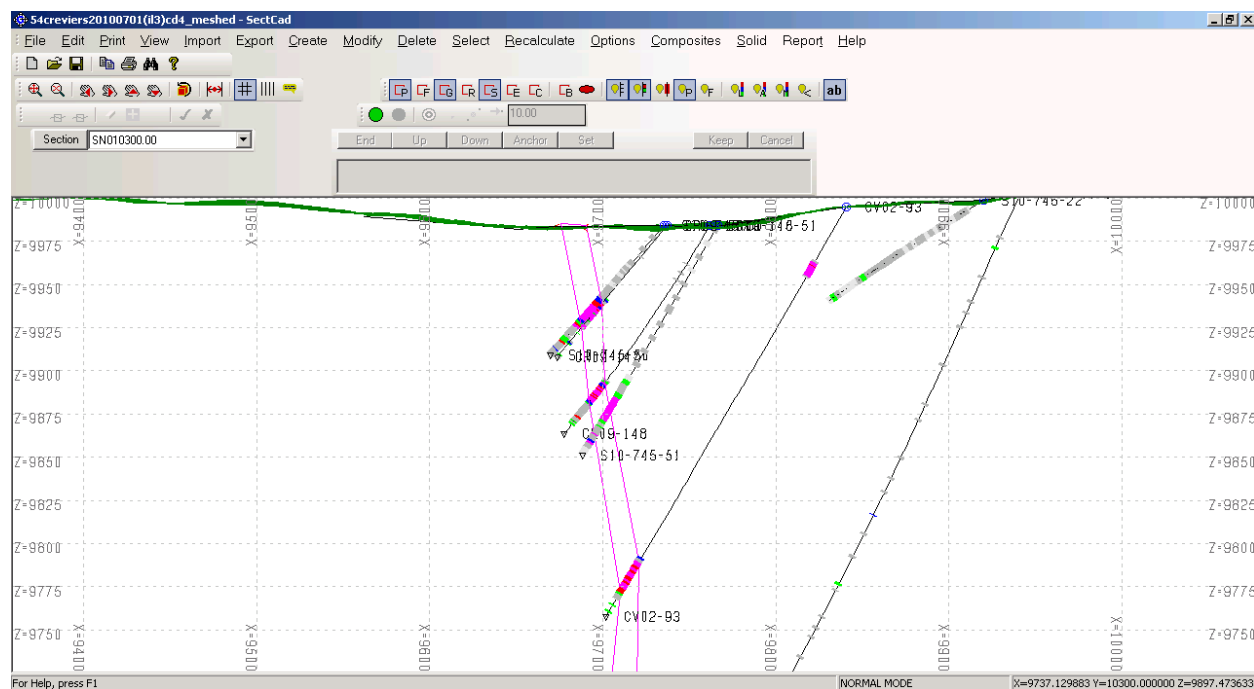 54creviers20100701(il3)cd4_meshed - SectCad
File Edit Print View Import Export Create Modify Delete Select Recalculate Options Composites Solid Report Help
P F G R S E C B P F ab
10.00
Section SN010300.00
End Up Down Anchor Set Keep Cancel
Z=10000 CV02-93 S10-746-22 Z=10000
Z=9975 Z=9975
Z=9950 Z=9950
Z=9925 Z=9925
Z=9900 Z=9900
Z=9875 Z=9875
CV09-148
Z=9850 S10-745-51 Z=9850
Z=9825 Z=9825
Z=9800 Z=9800
Z=9775 Z=9775
CV02-93
Z=9750 Z=9750
X=9400 X=9500 X=9600 X=9700 X=9800 X=9900 X=10000
X=9400 X=9500 X=9600 X=9700 X=9800 X=9900 X=10000
For Help, press F1 NORMAL MODE X=9737.129883 Y=10300.000000 Z=9897.473633